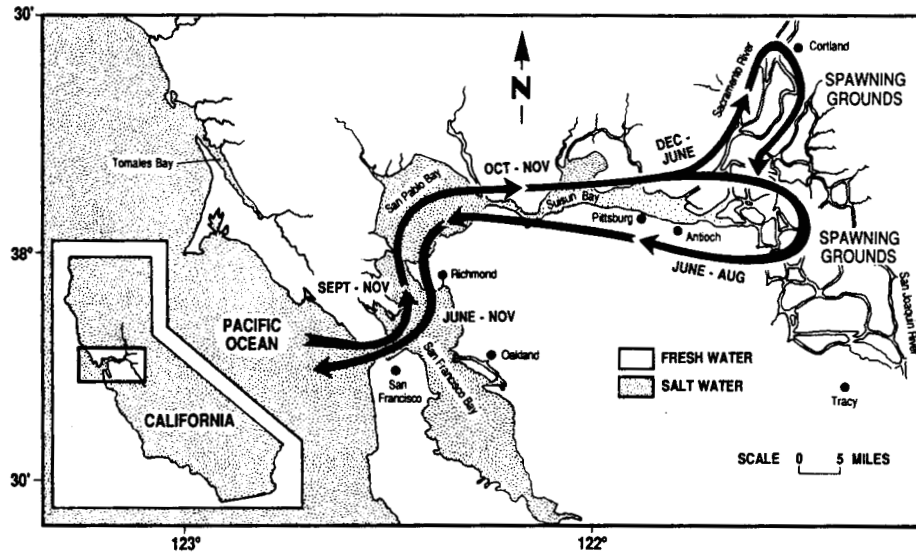 30'
Cortland
Sacramento River
SPAWNING
GROUNDS
N
Tomales Bay
DEC -
JUNE
OCT - NOV
San Pablo Bay
Suisun Bay
Pittsburg
Antioch
38°
SPAWNING
GROUNDS
JUNE - AUG
Richmond
SEPT - NOV
San Joaquin River
JUNE - NOV
PACIFIC
OCEAN
Oakland
San Francisco Bay
FRESH WATER
San
Francisco
SALT WATER
Tracy
CALIFORNIA
SCALE 0 5 MILES
30'
123°
122°